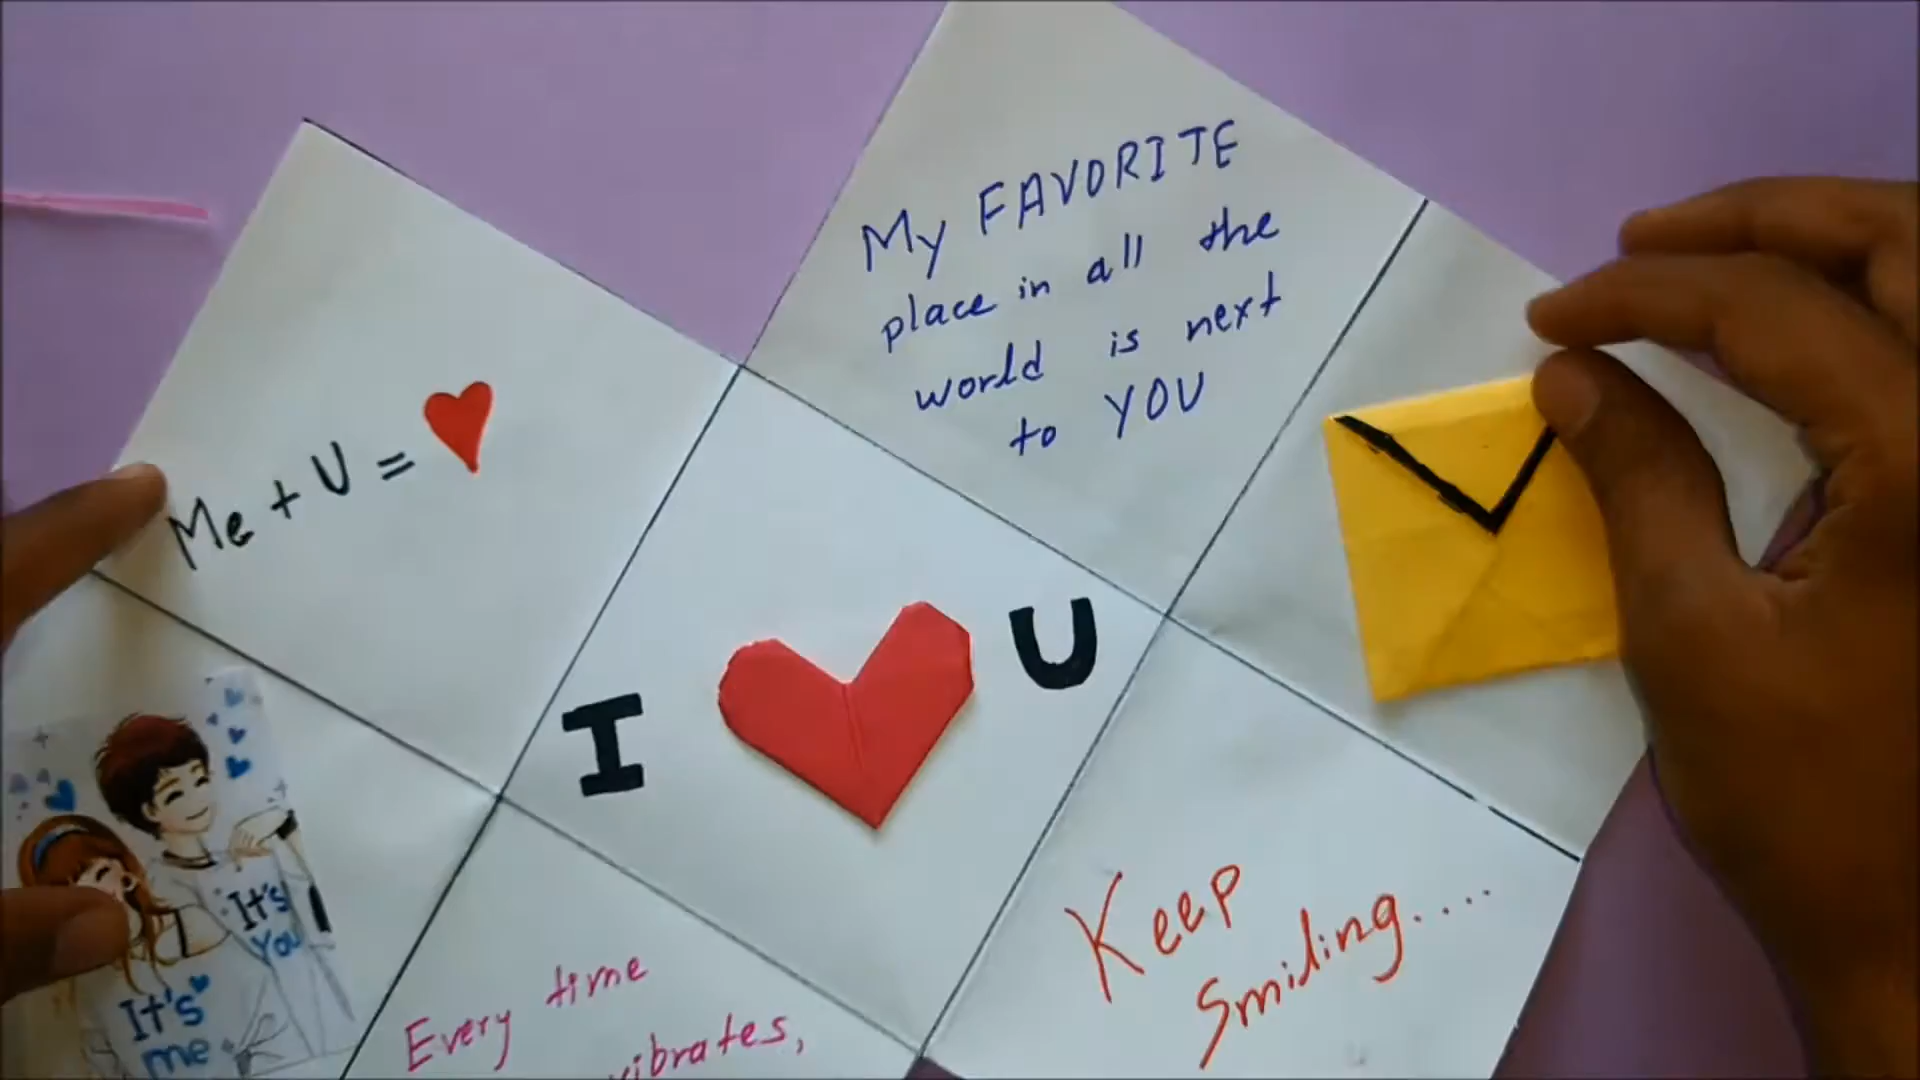 My FAVORITE
place in all the
world is next
to YOU
Me + U =
I U
Keep
Smiling....
It's
You
It's
me
Every time
vibrates,